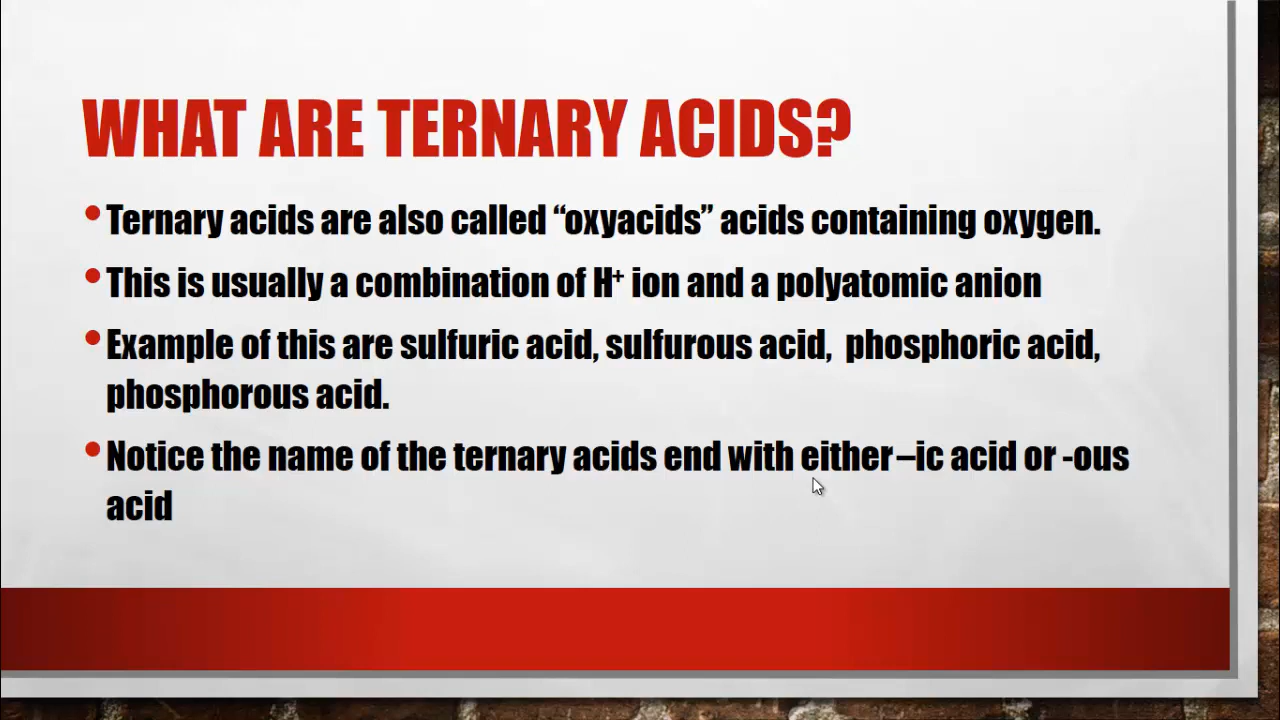 WHAT ARE TERNARY ACIDS?
•Ternary acids are also called “oxyacids” acids containing oxygen.
•This is usually a combination of H⁺ ion and a polyatomic anion
•Example of this are sulfuric acid, sulfurous acid,  phosphoric acid,
phosphorous acid.
•Notice the name of the ternary acids end with either –ic acid or -ous
acid